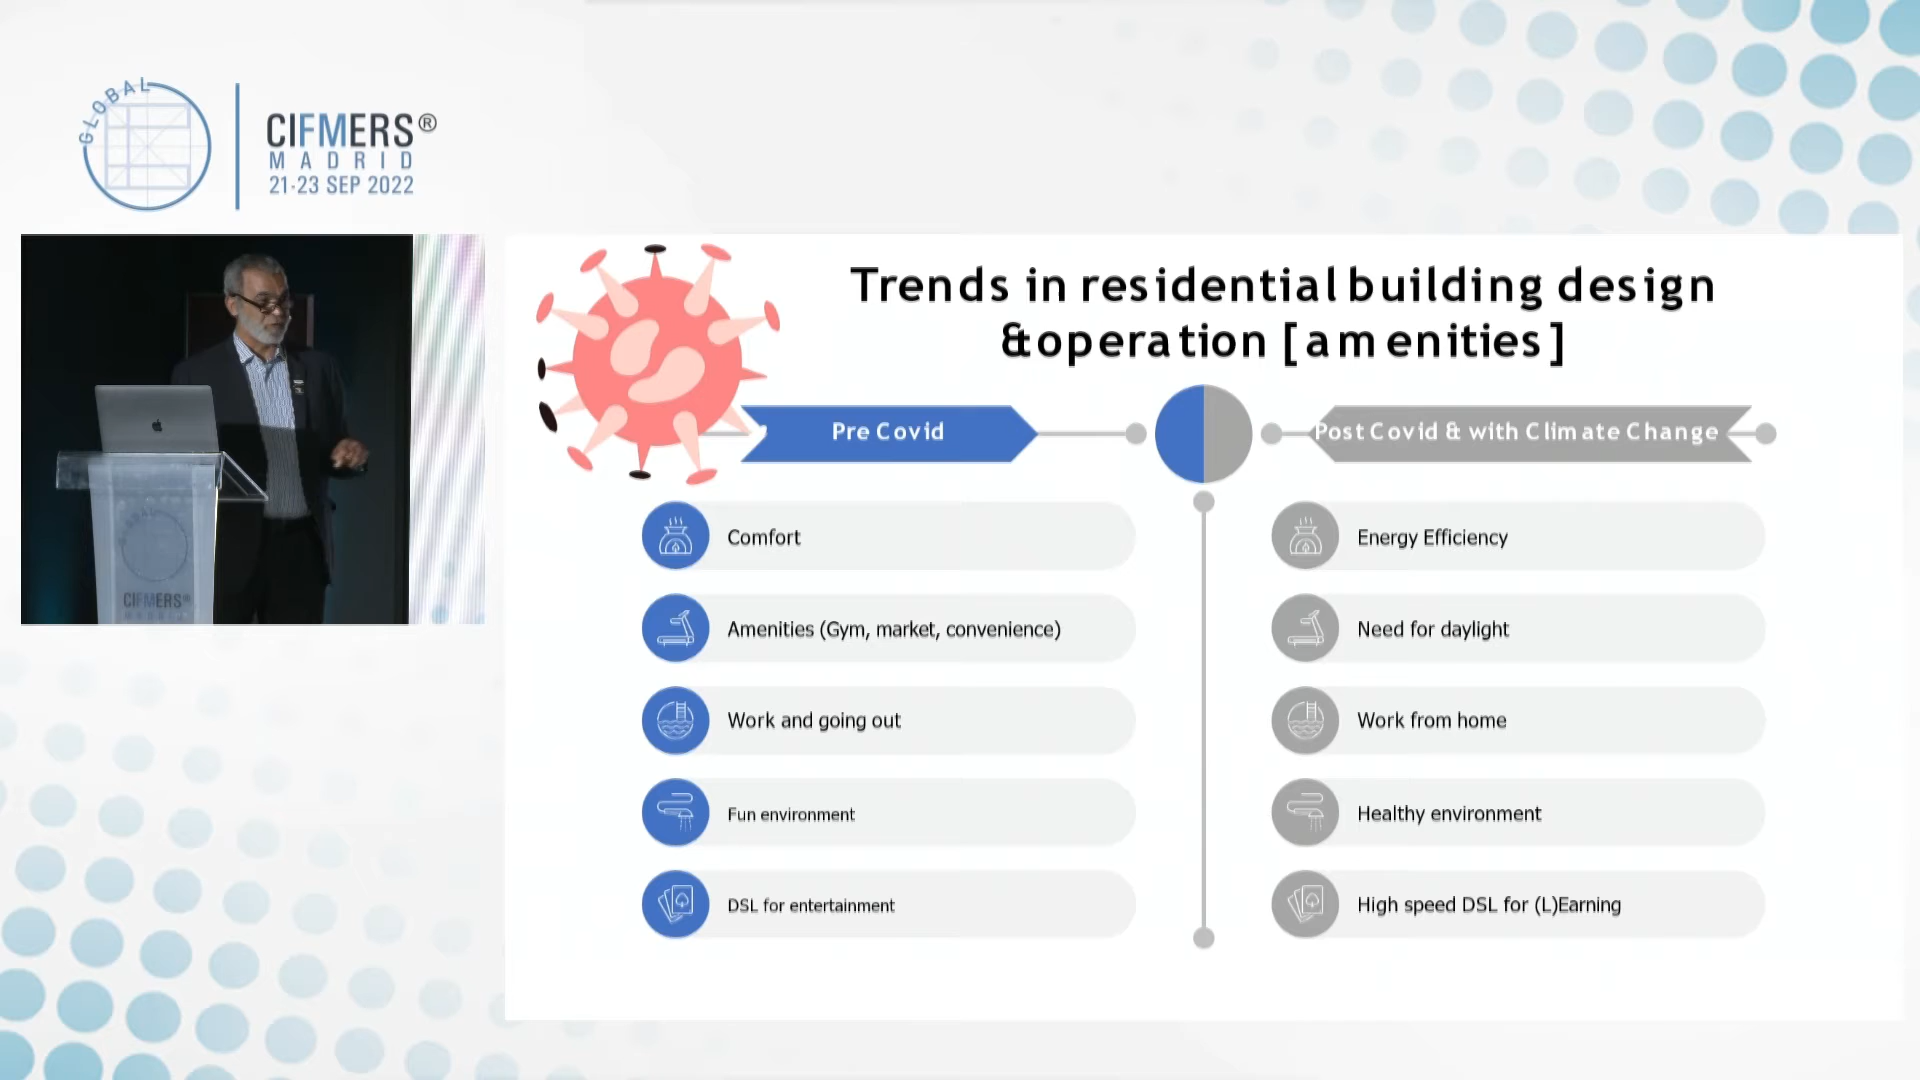 GLOBAL
CIFMERS®
MADRID
21-23 SEP 2022
CIFMERS®
MADRID
Trends in residential building design
& operation [amenities]
Pre Covid
Post Covid & with Climate Change
Comfort
Energy Efficiency
Amenities (Gym, market, convenience)
Need for daylight
Work and going out
Work from home
Fun environment
Healthy environment
DSL for entertainment
High speed DSL for (L)Earning